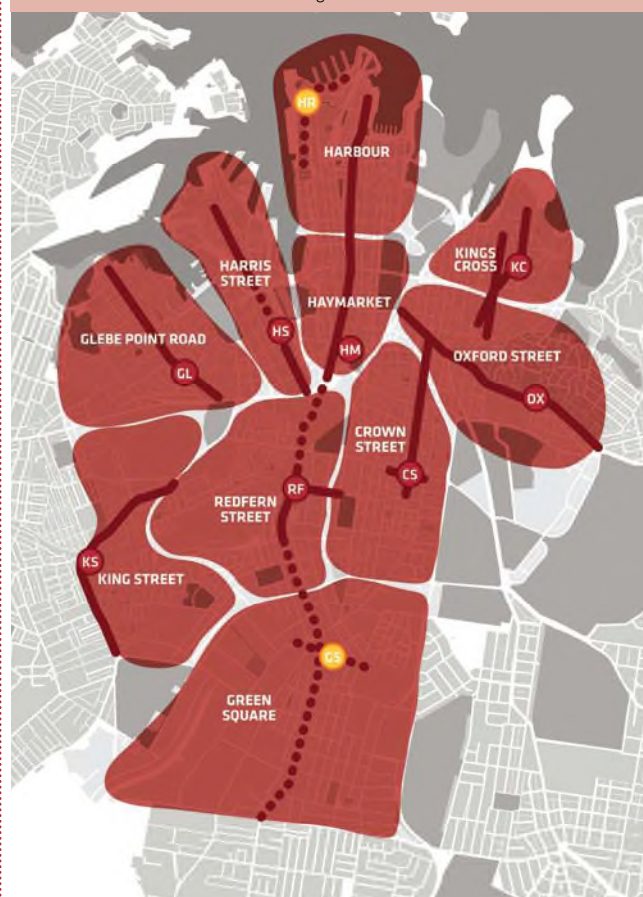 HR
HARBOUR
HARRIS
STREET
KINGS
CROSS
KC
HAYMARKET
HS
GLEBE POINT ROAD
HM
OXFORD STREET
GL
OX
CROWN
STREET
CS
RF
REDFERN
STREET
KS
KING STREET
GS
GREEN
SQUARE